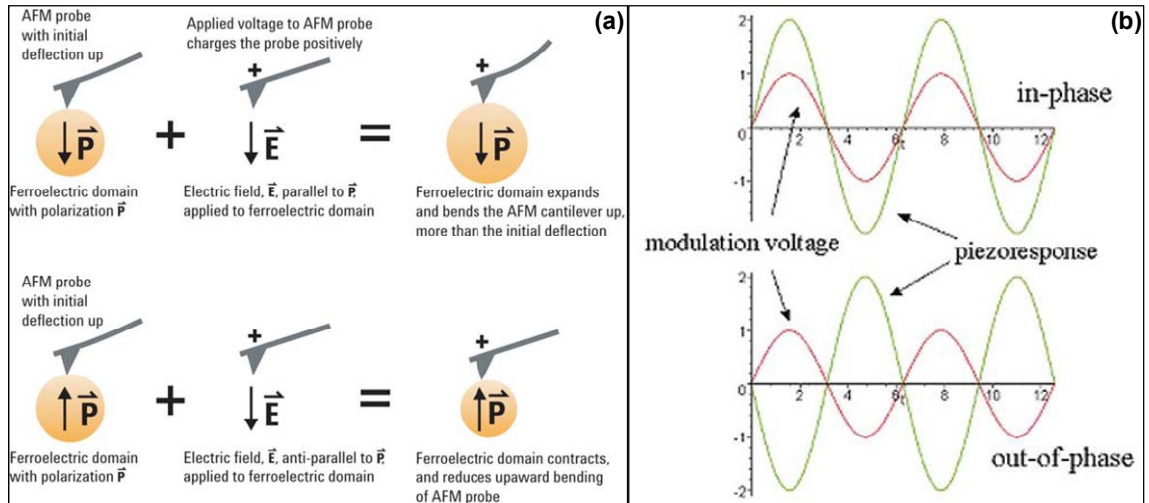 (a)
AFM probe
with initial
deflection up
Applied voltage to AFM probe
charges the probe positively
+
P
+
E
=
+
P
Ferroelectric domain
with polarization P
Electric field, E, parallel to P,
applied to ferroelectric domain
Ferroelectric domain expands
and bends the AFM cantilever up,
more than the initial deflection
AFM probe
with initial
deflection up
+
P
+
E
=
+
P
Ferroelectric domain
with polarization P
Electric field, E, anti-parallel to P,
applied to ferroelectric domain
Ferroelectric domain contracts,
and reduces upward bending
of AFM probe
(b)
2
1
0
-1
2 4 6 8 10 12
t
in-phase
modulation voltage
piezoresponse
2
1
0
-1
-2
2 4 6 8 10 12
t
out-of-phase